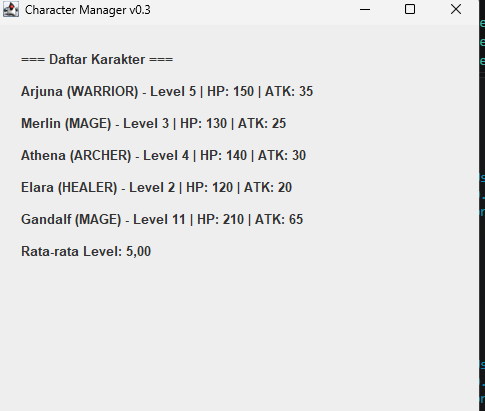 Character Manager v0.3
=== Daftar Karakter ===
Arjuna (WARRIOR) - Level 5 | HP: 150 | ATK: 35
Merlin (MAGE) - Level 3 | HP: 130 | ATK: 25
Athena (ARCHER) - Level 4 | HP: 140 | ATK: 30
Elara (HEALER) - Level 2 | HP: 120 | ATK: 20
Gandalf (MAGE) - Level 11 | HP: 210 | ATK: 65
Rata-rata Level: 5,00